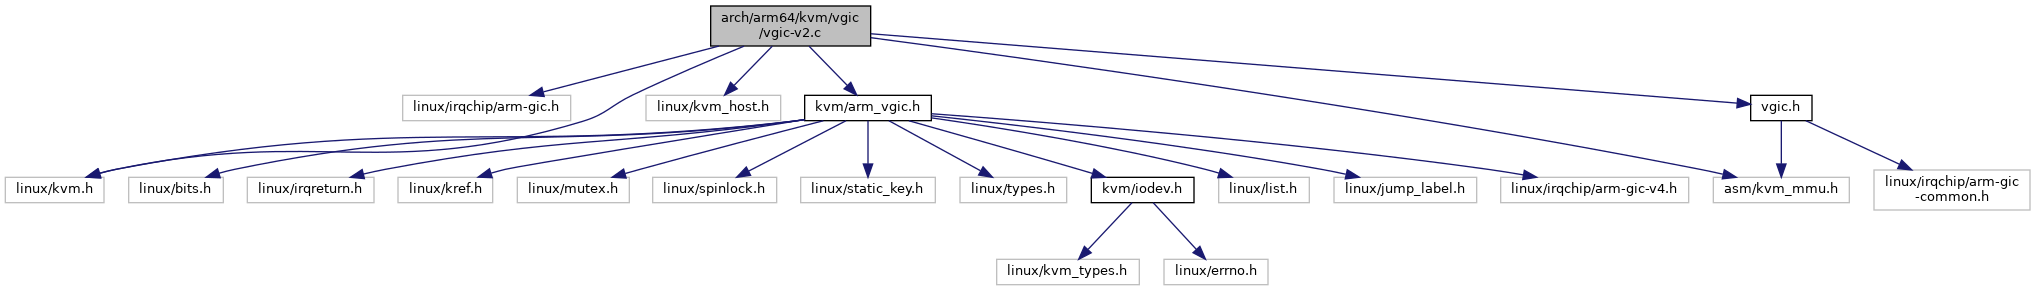 arch/arm64/kvm/vgic
/vgic-v2.c
linux/irqchip/arm-gic.h
linux/kvm_host.h
kvm/arm_vgic.h
vgic.h
linux/kvm.h
linux/bits.h
linux/irqreturn.h
linux/kref.h
linux/mutex.h
linux/spinlock.h
linux/static_key.h
linux/types.h
kvm/iodev.h
linux/list.h
linux/jump_label.h
linux/irqchip/arm-gic-v4.h
asm/kvm_mmu.h
linux/irqchip/arm-gic
-common.h
linux/kvm_types.h
linux/errno.h